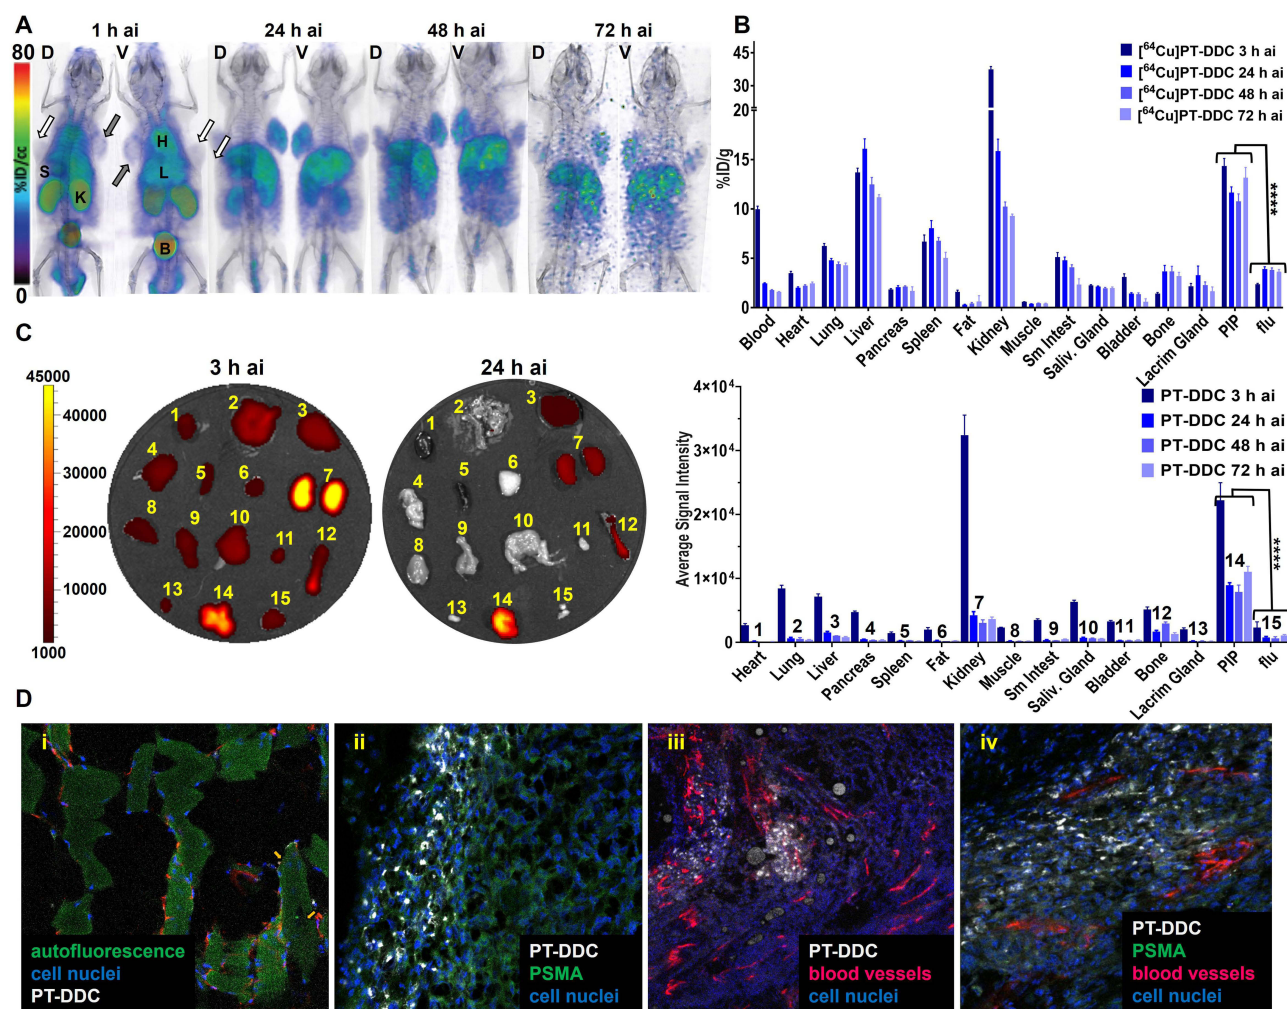 A
1 h ai
24 h ai
48 h ai
72 h ai
D
V
D
V
D
V
D
V
80
%ID/cc
0
H
S
L
K
B
B
%ID/g
45
40
30
20
15
10
5
0
[64Cu]PT-DDC 3 h ai
[64Cu]PT-DDC 24 h ai
[64Cu]PT-DDC 48 h ai
[64Cu]PT-DDC 72 h ai
****
Blood
Heart
Lung
Liver
Pancreas
Spleen
Fat
Kidney
Muscle
Sm Intest
Saliv. Gland
Bladder
Bone
Lacrim Gland
PIP
flu
C
3 h ai
24 h ai
45000
40000
30000
20000
10000
1000
1
2
3
4
5
6
7
8
9
10
11
12
13
14
15
1
2
3
4
5
6
7
8
9
10
11
12
13
14
15
Average Signal Intensity
4×10⁴
3×10⁴
2×10⁴
1×10⁴
0
PT-DDC 3 h ai
PT-DDC 24 h ai
PT-DDC 48 h ai
PT-DDC 72 h ai
****
1
2
3
4
5
6
7
8
9
10
11
12
13
14
15
Heart
Lung
Liver
Pancreas
Spleen
Fat
Kidney
Muscle
Sm Intest
Saliv. Gland
Bladder
Bone
Lacrim Gland
PIP
flu
D
i
autofluorescence
cell nuclei
PT-DDC
ii
PT-DDC
PSMA
cell nuclei
iii
PT-DDC
blood vessels
cell nuclei
iv
PT-DDC
PSMA
blood vessels
cell nuclei